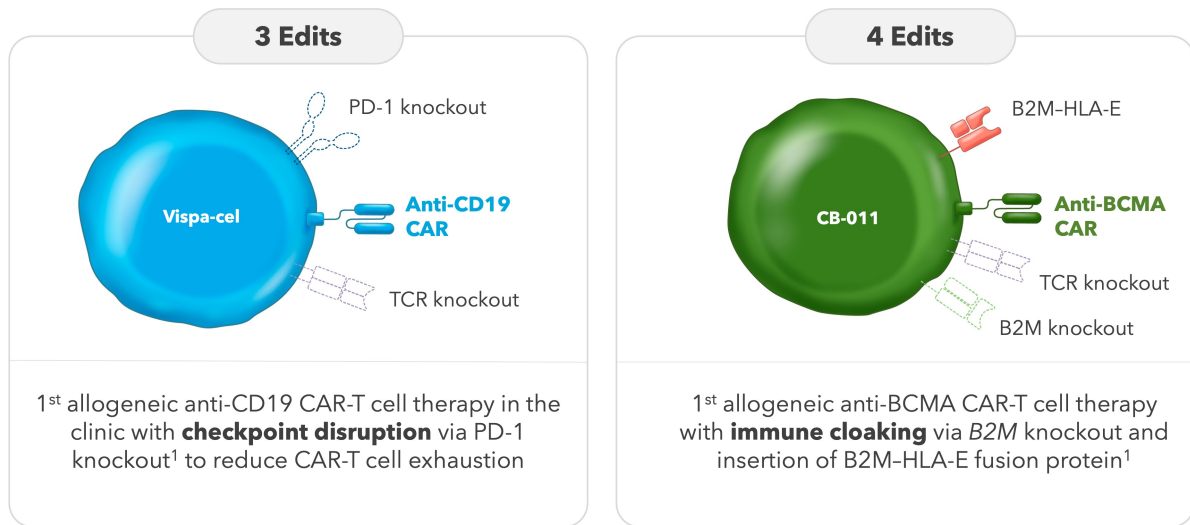 3 Edits
PD-1 knockout
Vispa-cel
Anti-CD19
CAR
TCR knockout
1st allogeneic anti-CD19 CAR-T cell therapy in the
clinic with checkpoint disruption via PD-1
knockout1 to reduce CAR-T cell exhaustion
4 Edits
B2M–HLA-E
CB-011
Anti-BCMA
CAR
TCR knockout
B2M knockout
1st allogeneic anti-BCMA CAR-T cell therapy
with immune cloaking via B2M knockout and
insertion of B2M–HLA-E fusion protein1